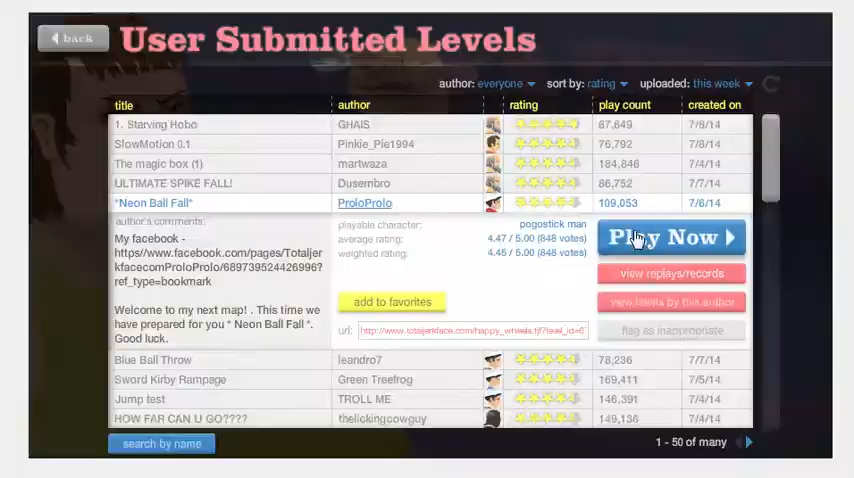 back
User Submitted Levels
author: everyone sort by: rating uploaded: this week
title author rating play count created on
1. Starving Hobo GHAIS 67,649 7/8/14
SlowMotion 0.1 Pinkie_Pie1994 76,792 7/8/14
The magic box (1) martwaza 184,846 7/4/14
ULTIMATE SPIKE FALL! Dusembro 86,752 7/7/14
*Neon Ball Fall* ProloProlo 109,053 7/6/14
author's comments:
My facebook -
https//www.facebook.com/pages/Totaljer
kfacecomProloProlo/689739524426996?
ref_type=bookmark
Welcome to my next map! . This time we
have prepared for you * Neon Ball Fall *.
Good luck.
playable character: pogostick man
average rating: 4.47 / 5.00 (848 votes)
weighted rating: 4.45 / 5.00 (848 votes)
add to favorites
url: http://www.totaljerkface.com/happy_wheels.tjf?level_id=6
Play Now
view replays/records
view levels by this author
flag as inappropriate
Blue Ball Throw leandro7 78,236 7/7/14
Sword Kirby Rampage Green Treefrog 169,411 7/5/14
Jump test TROLL ME 146,391 7/4/14
HOW FAR CAN U GO???? thelickingcowguy 149,136 7/4/14
search by name
1 - 50 of many